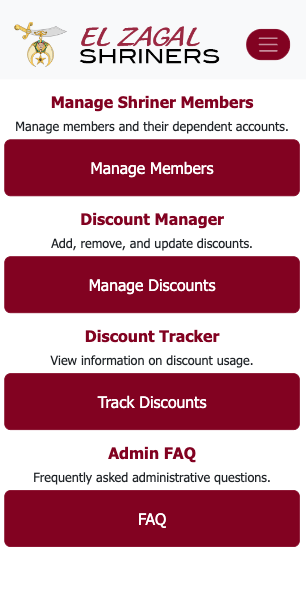 EL ZAGAL
SHRINERS
Manage Shriner Members
Manage members and their dependent accounts.
Manage Members
Discount Manager
Add, remove, and update discounts.
Manage Discounts
Discount Tracker
View information on discount usage.
Track Discounts
Admin FAQ
Frequently asked administrative questions.
FAQ